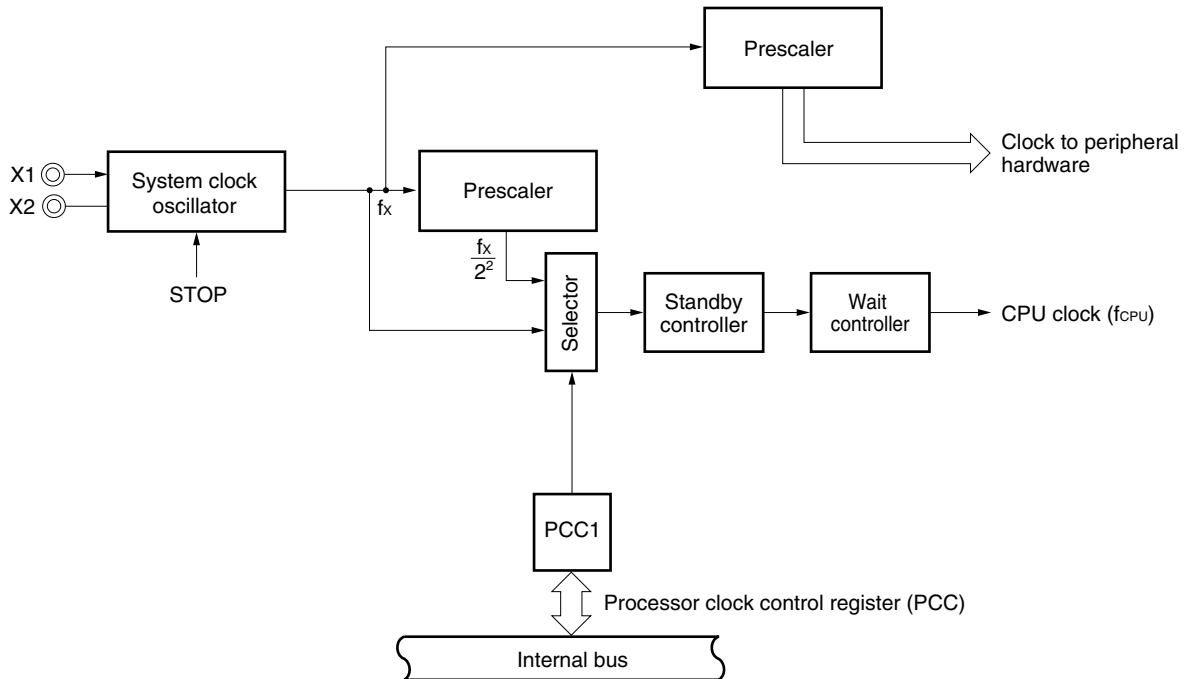 Prescaler
Clock to peripheral
hardware
X1
X2
System clock
oscillator
fX
Prescaler
STOP
fX
2²
Selector
Standby
controller
Wait
controller
CPU clock (fCPU)
PCC1
Processor clock control register (PCC)
Internal bus